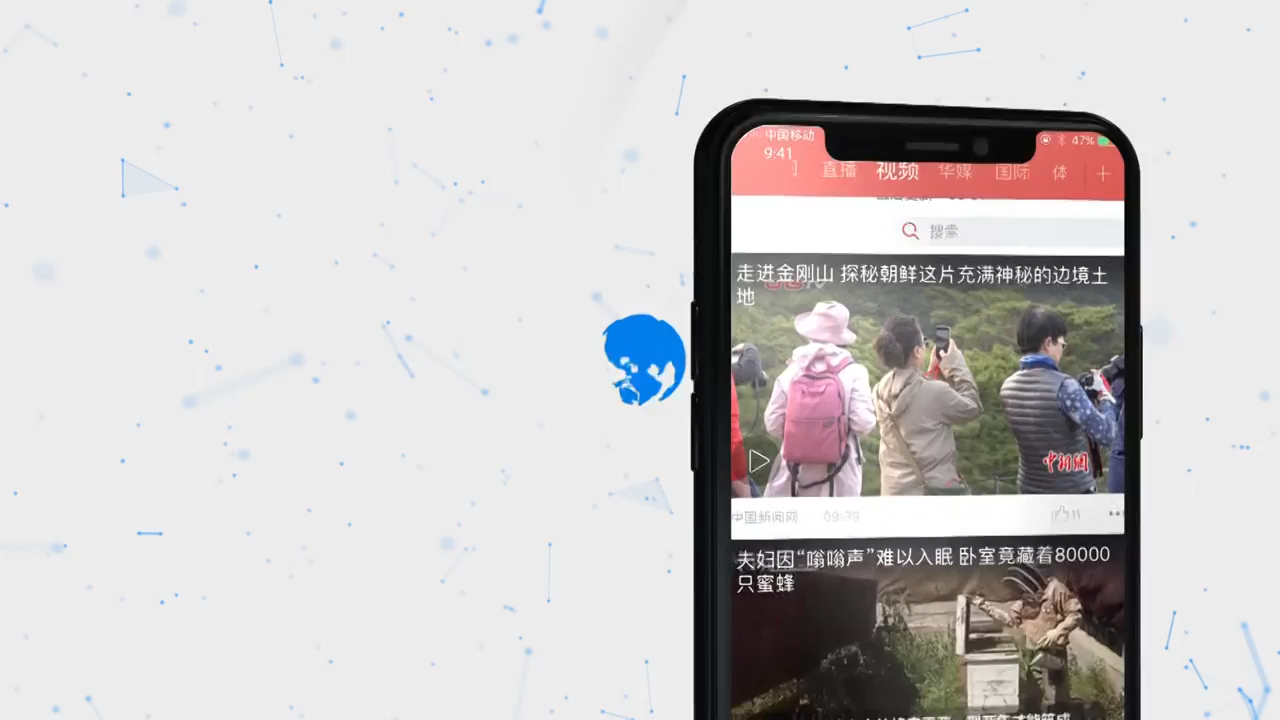 中国移动
9:41
47%
直播 视频 华媒 国际 体 +
搜索
走进金刚山 探秘朝鲜这片充满神秘的边境土
地
中新网
中国新闻网 09:39
11
夫妇因“嗡嗡声”难以入眠 卧室竟藏着80000
只蜜蜂